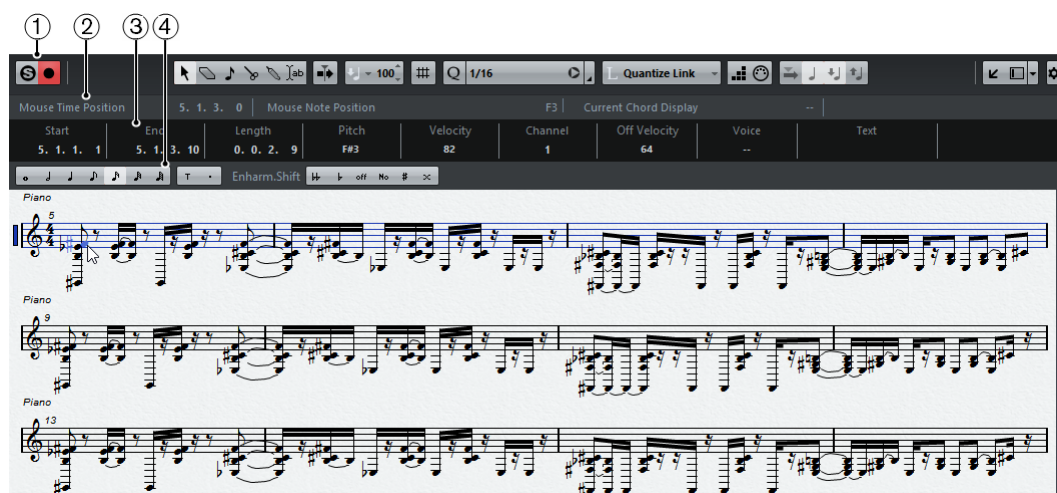 1 2 3 4
S ab 100 Q 1/16 L Quantize Link
Mouse Time Position 5. 1. 3. 0 Mouse Note Position F3 Current Chord Display --
Start End Length Pitch Velocity Channel Off Velocity Voice Text
5. 1. 1. 1 5. 1. 3. 10 0. 0. 2. 9 F#3 82 1 64 --
T . Enharm.Shift off No #
Piano
5
4
4
Piano
9
Piano
13